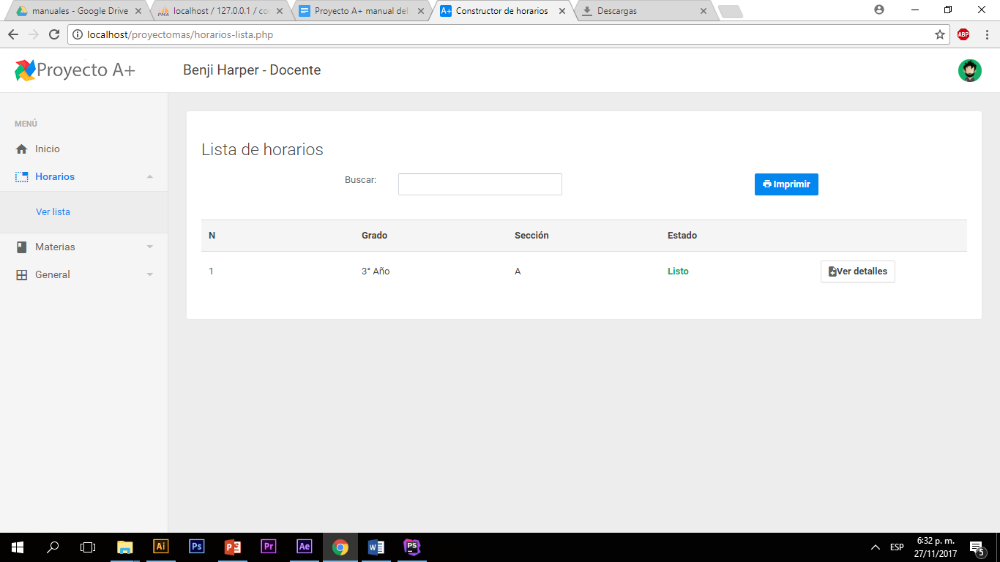 manuales - Google Drive
localhost / 127.0.0.1 / co
Proyecto A+ manual del
A+ Constructor de horarios
Descargas
localhost/proyectomas/horarios-lista.php
ABP
Proyecto A+
Benji Harper - Docente
MENÚ
Inicio
Horarios
Ver lista
Materias
General
Lista de horarios
Buscar:
Imprimir
N Grado Sección Estado
1 3° Año A Listo Ver detalles
Ai Ps P Pr Ae W PS
ESP
6:32 p. m.
27/11/2017
5